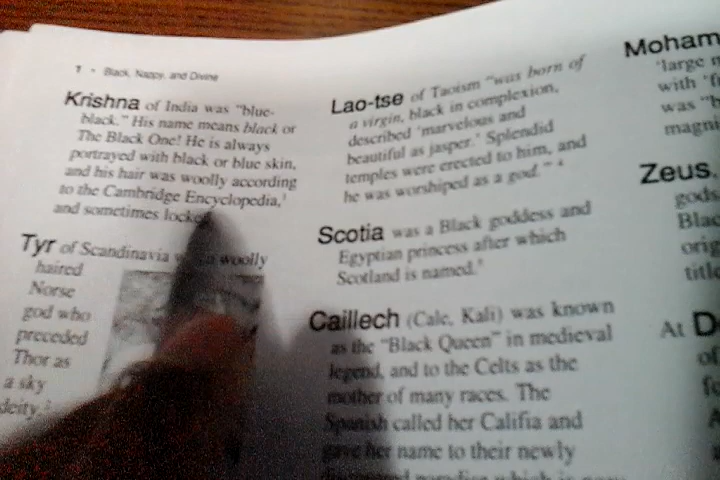 7 • Black, Nappy, and Divine
Krishna of India was "blue-
black." His name means black or
The Black One! He is always
portrayed with black or blue skin,
and his hair was woolly according
to the Cambridge Encyclopedia,¹
and sometimes locked
Tyr of Scandinavia woolly
haired
Norse
god who
preceded
Thor as
a sky
deity.²
Lao-tse of Taoism "was born of
a virgin, black in complexion,
described 'marvelous and
beautiful as jasper.' Splendid
temples were erected to him, and
he was worshiped as a god." ⁴
Scotia was a Black goddess and
Egyptian princess after which
Scotland is named.⁵
Caillech (Cale, Kali) was known
as the "Black Queen" in medieval
legend, and to the Celts as the
mother of many races. The
Spanish called her Califia and
gave her name to their newly
Moham
'large
with
was
magni
Zeus,
gods
Blac
orig
title
At D
of